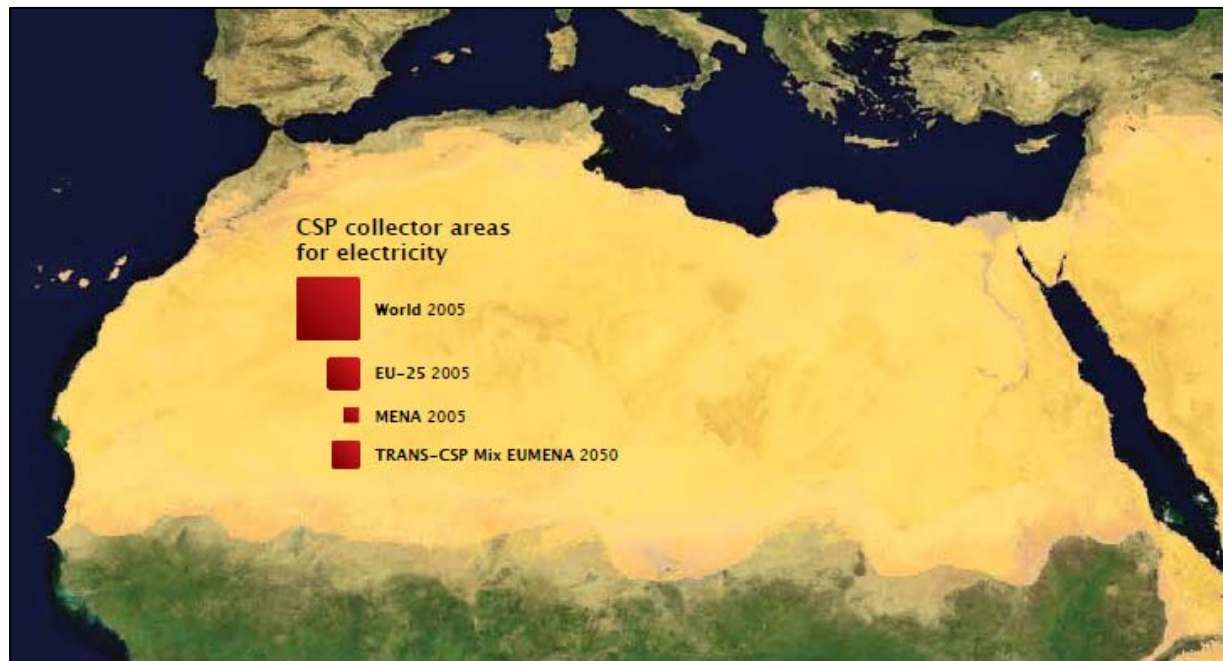 CSP collector areas
for electricity
World 2005
EU-25 2005
MENA 2005
TRANS-CSP Mix EUMENA 2050